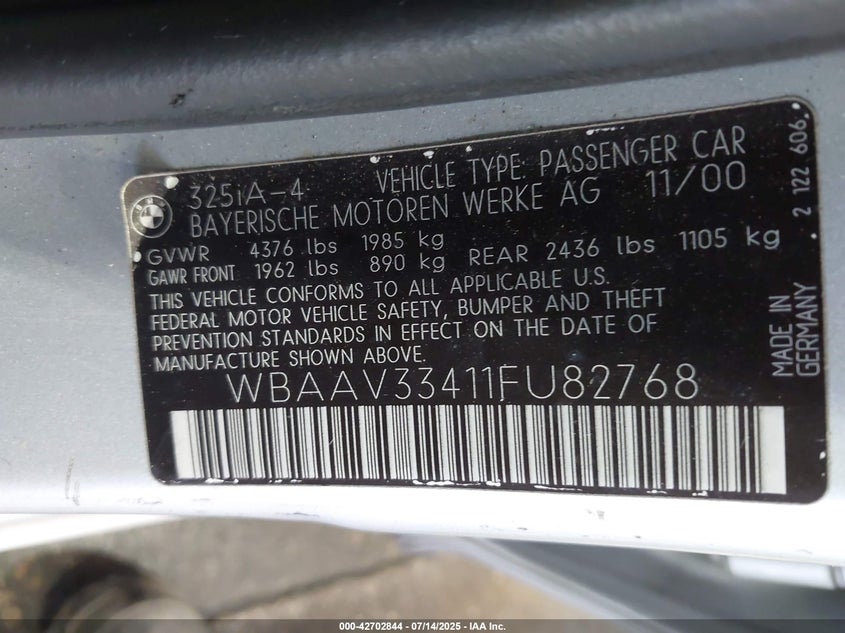 325iA-4 VEHICLE TYPE: PASSENGER CAR
BAYERISCHE MOTOREN WERKE AG 11/00
GVWR 4376 lbs 1985 kg
GAWR FRONT 1962 lbs 890 kg REAR 2436 lbs 1105 kg
THIS VEHICLE CONFORMS TO ALL APPLICABLE U.S.
FEDERAL MOTOR VEHICLE SAFETY, BUMPER AND THEFT
PREVENTION STANDARDS IN EFFECT ON THE DATE OF
MANUFACTURE SHOWN ABOVE.
WBAAV33411FU82768
2 122 606
MADE IN
GERMANY
BMW
000-42702844 / 07/14/2025 - IAA Inc.